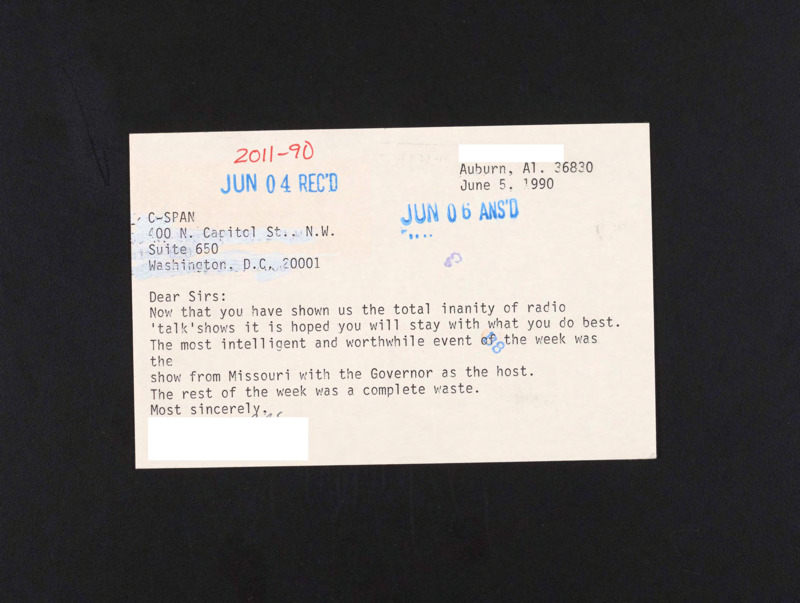 2011-90
JUN 04 REC'D
Auburn, Al. 36830
June 5. 1990
JUN 06 ANS'D
C-SPAN
400 N. Capitol St., N.W.
Suite 650
Washington, D.C. 20001
Dear Sirs:
Now that you have shown us the total inanity of radio
'talk'shows it is hoped you will stay with what you do best.
The most intelligent and worthwhile event of the week was
the
show from Missouri with the Governor as the host.
The rest of the week was a complete waste.
Most sincerely,